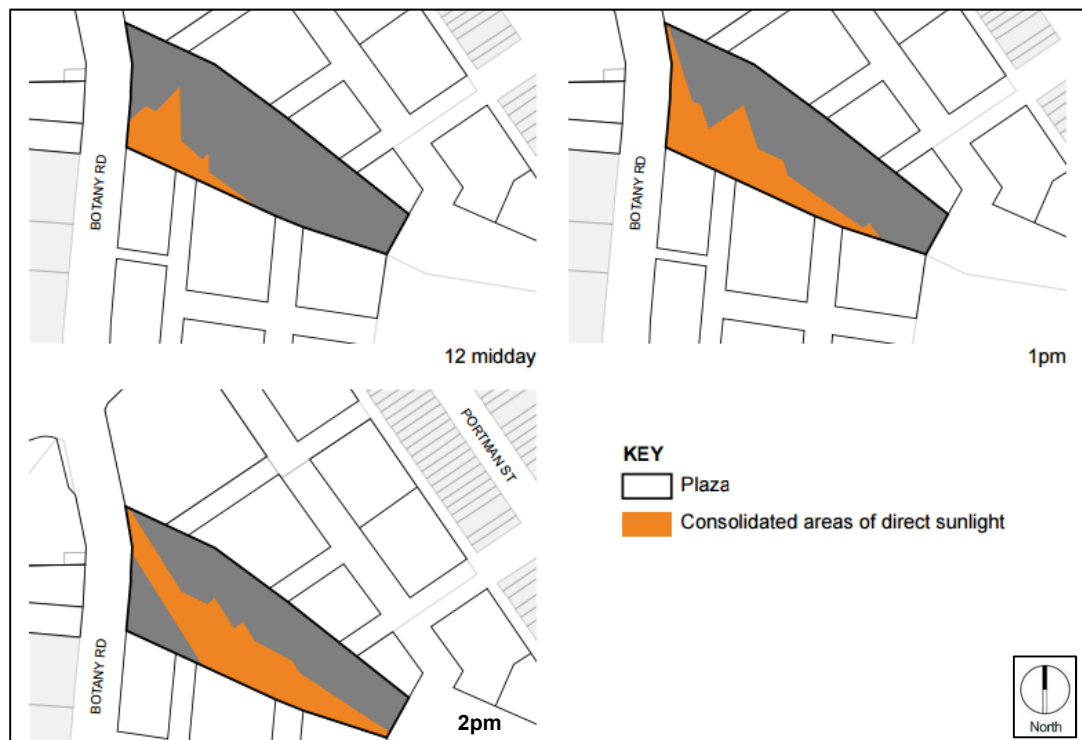 BOTANY RD
12 midday
BOTANY RD
1pm
BOTANY RD
PORTMAN ST
2pm
KEY
Plaza
Consolidated areas of direct sunlight
North